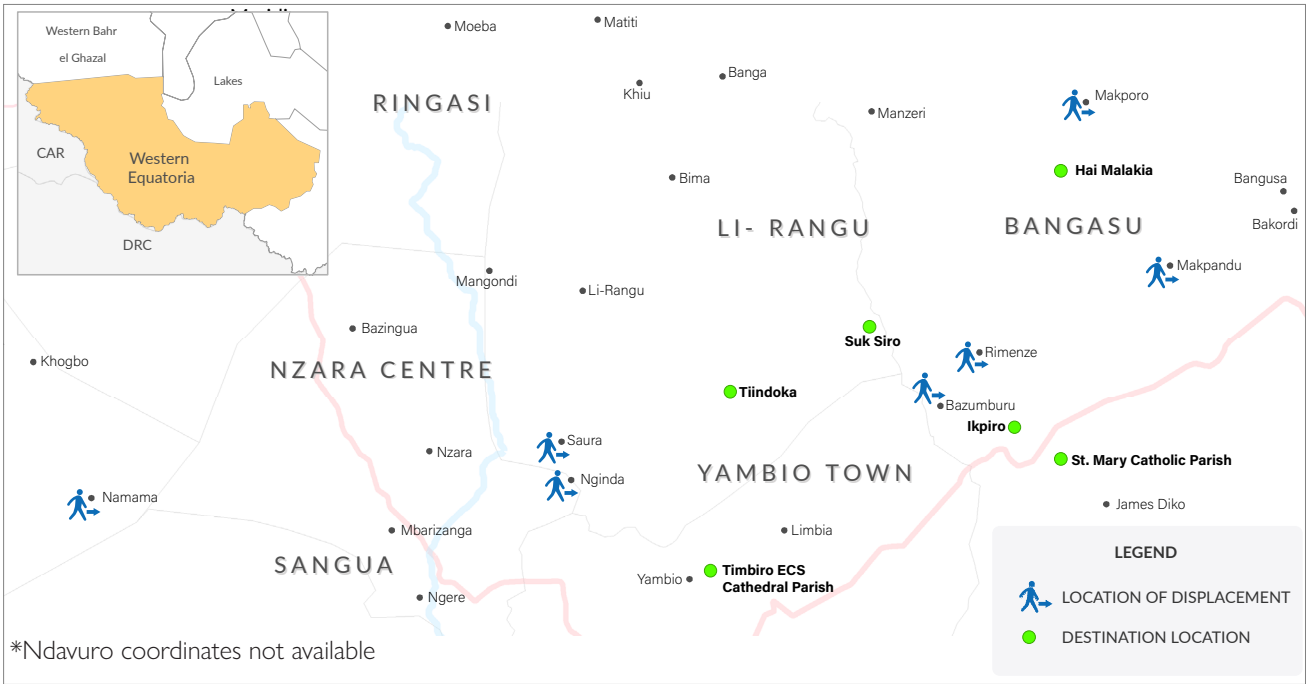 Western Bahr
el Ghazal
Lakes
CAR
Western
Equatoria
DRC
Moeba
Matiti
Khiu
Banga
RINGASI
Manzeri
Makporo
Hai Malakia
Bima
Bangusa
Bakordi
LI- RANGU
BANGASU
Mangondi
Li-Rangu
Makpandu
Bazingua
Suk Siro
Khogbo
NZARA CENTRE
Rimenze
Tiindoka
Bazumburu
Ikpiro
Saura
Nzara
St. Mary Catholic Parish
YAMBIO TOWN
Nginda
Namama
James Diko
Mbarizanga
Limbia
SANGUA
Yambio
Timbiro ECS
Cathedral Parish
Ngere
LEGEND
LOCATION OF DISPLACEMENT
DESTINATION LOCATION
*Ndavuro coordinates not available